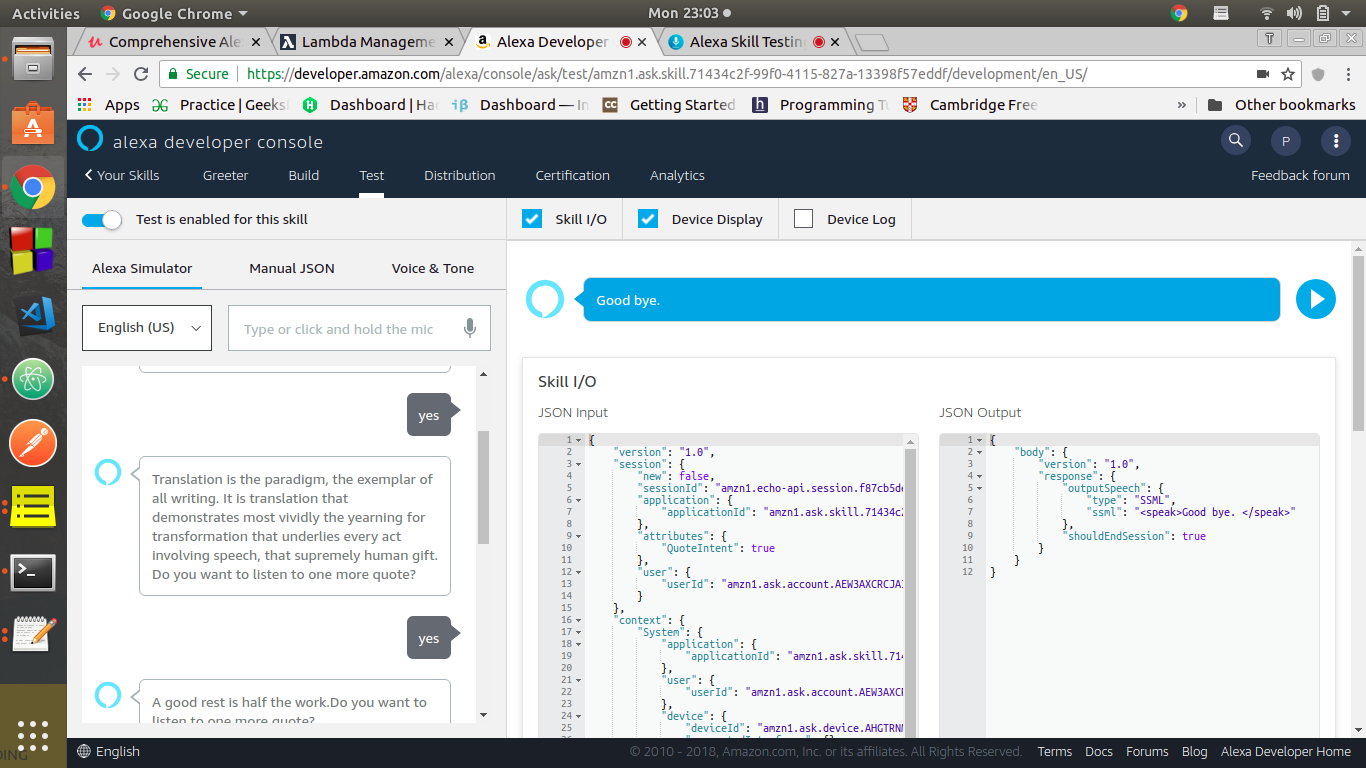 Activities
Google Chrome
Mon 23:03
Comprehensive Ale
Lambda Manageme
Alexa Developer
Alexa Skill Testing
Secure
https://developer.amazon.com/alexa/console/ask/test/amzn1.ask.skill.71434c2f-99f0-4115-827a-13398f57eddf/development/en_US/
Apps
Practice | Geeks
Dashboard | Ha
Dashboard — In
Getting Started
Programming Tu
Cambridge Free
»
Other bookmarks
alexa developer console
P
Your Skills
Greeter
Build
Test
Distribution
Certification
Analytics
Feedback forum
Test is enabled for this skill
Skill I/O
Device Display
Device Log
Alexa Simulator
Manual JSON
Voice & Tone
English (US)
Type or click and hold the mic
yes
Translation is the paradigm, the exemplar of
all writing. It is translation that
demonstrates most vividly the yearning for
transformation that underlies every act
involving speech, that supremely human gift.
Do you want to listen to one more quote?
yes
A good rest is half the work.Do you want to
listen to one more quote?
Good bye.
Skill I/O
JSON Input
1 {
2 "version": "1.0",
3 "session": {
4 "new": false,
5 "sessionId": "amzn1.echo-api.session.f87cb5de
6 "application": {
7 "applicationId": "amzn1.ask.skill.71434c2
8 },
9 "attributes": {
10 "QuoteIntent": true
11 },
12 "user": {
13 "userId": "amzn1.ask.account.AEW3AXCRCJA
14 }
15 },
16 "context": {
17 "System": {
18 "application": {
19 "applicationId": "amzn1.ask.skill.714
20 },
21 "user": {
22 "userId": "amzn1.ask.account.AEW3AXC
23 },
24 "device": {
25 "deviceId": "amzn1.ask.device.AHGTRN
JSON Output
1 {
2 "body": {
3 "version": "1.0",
4 "response": {
5 "outputSpeech": {
6 "type": "SSML",
7 "ssml": "<speak>Good bye. </speak>"
8 },
9 "shouldEndSession": true
10 }
11 }
12 }
English
© 2010 - 2018, Amazon.com, Inc. or its affiliates. All Rights Reserved.
Terms
Docs
Forums
Blog
Alexa Developer Home